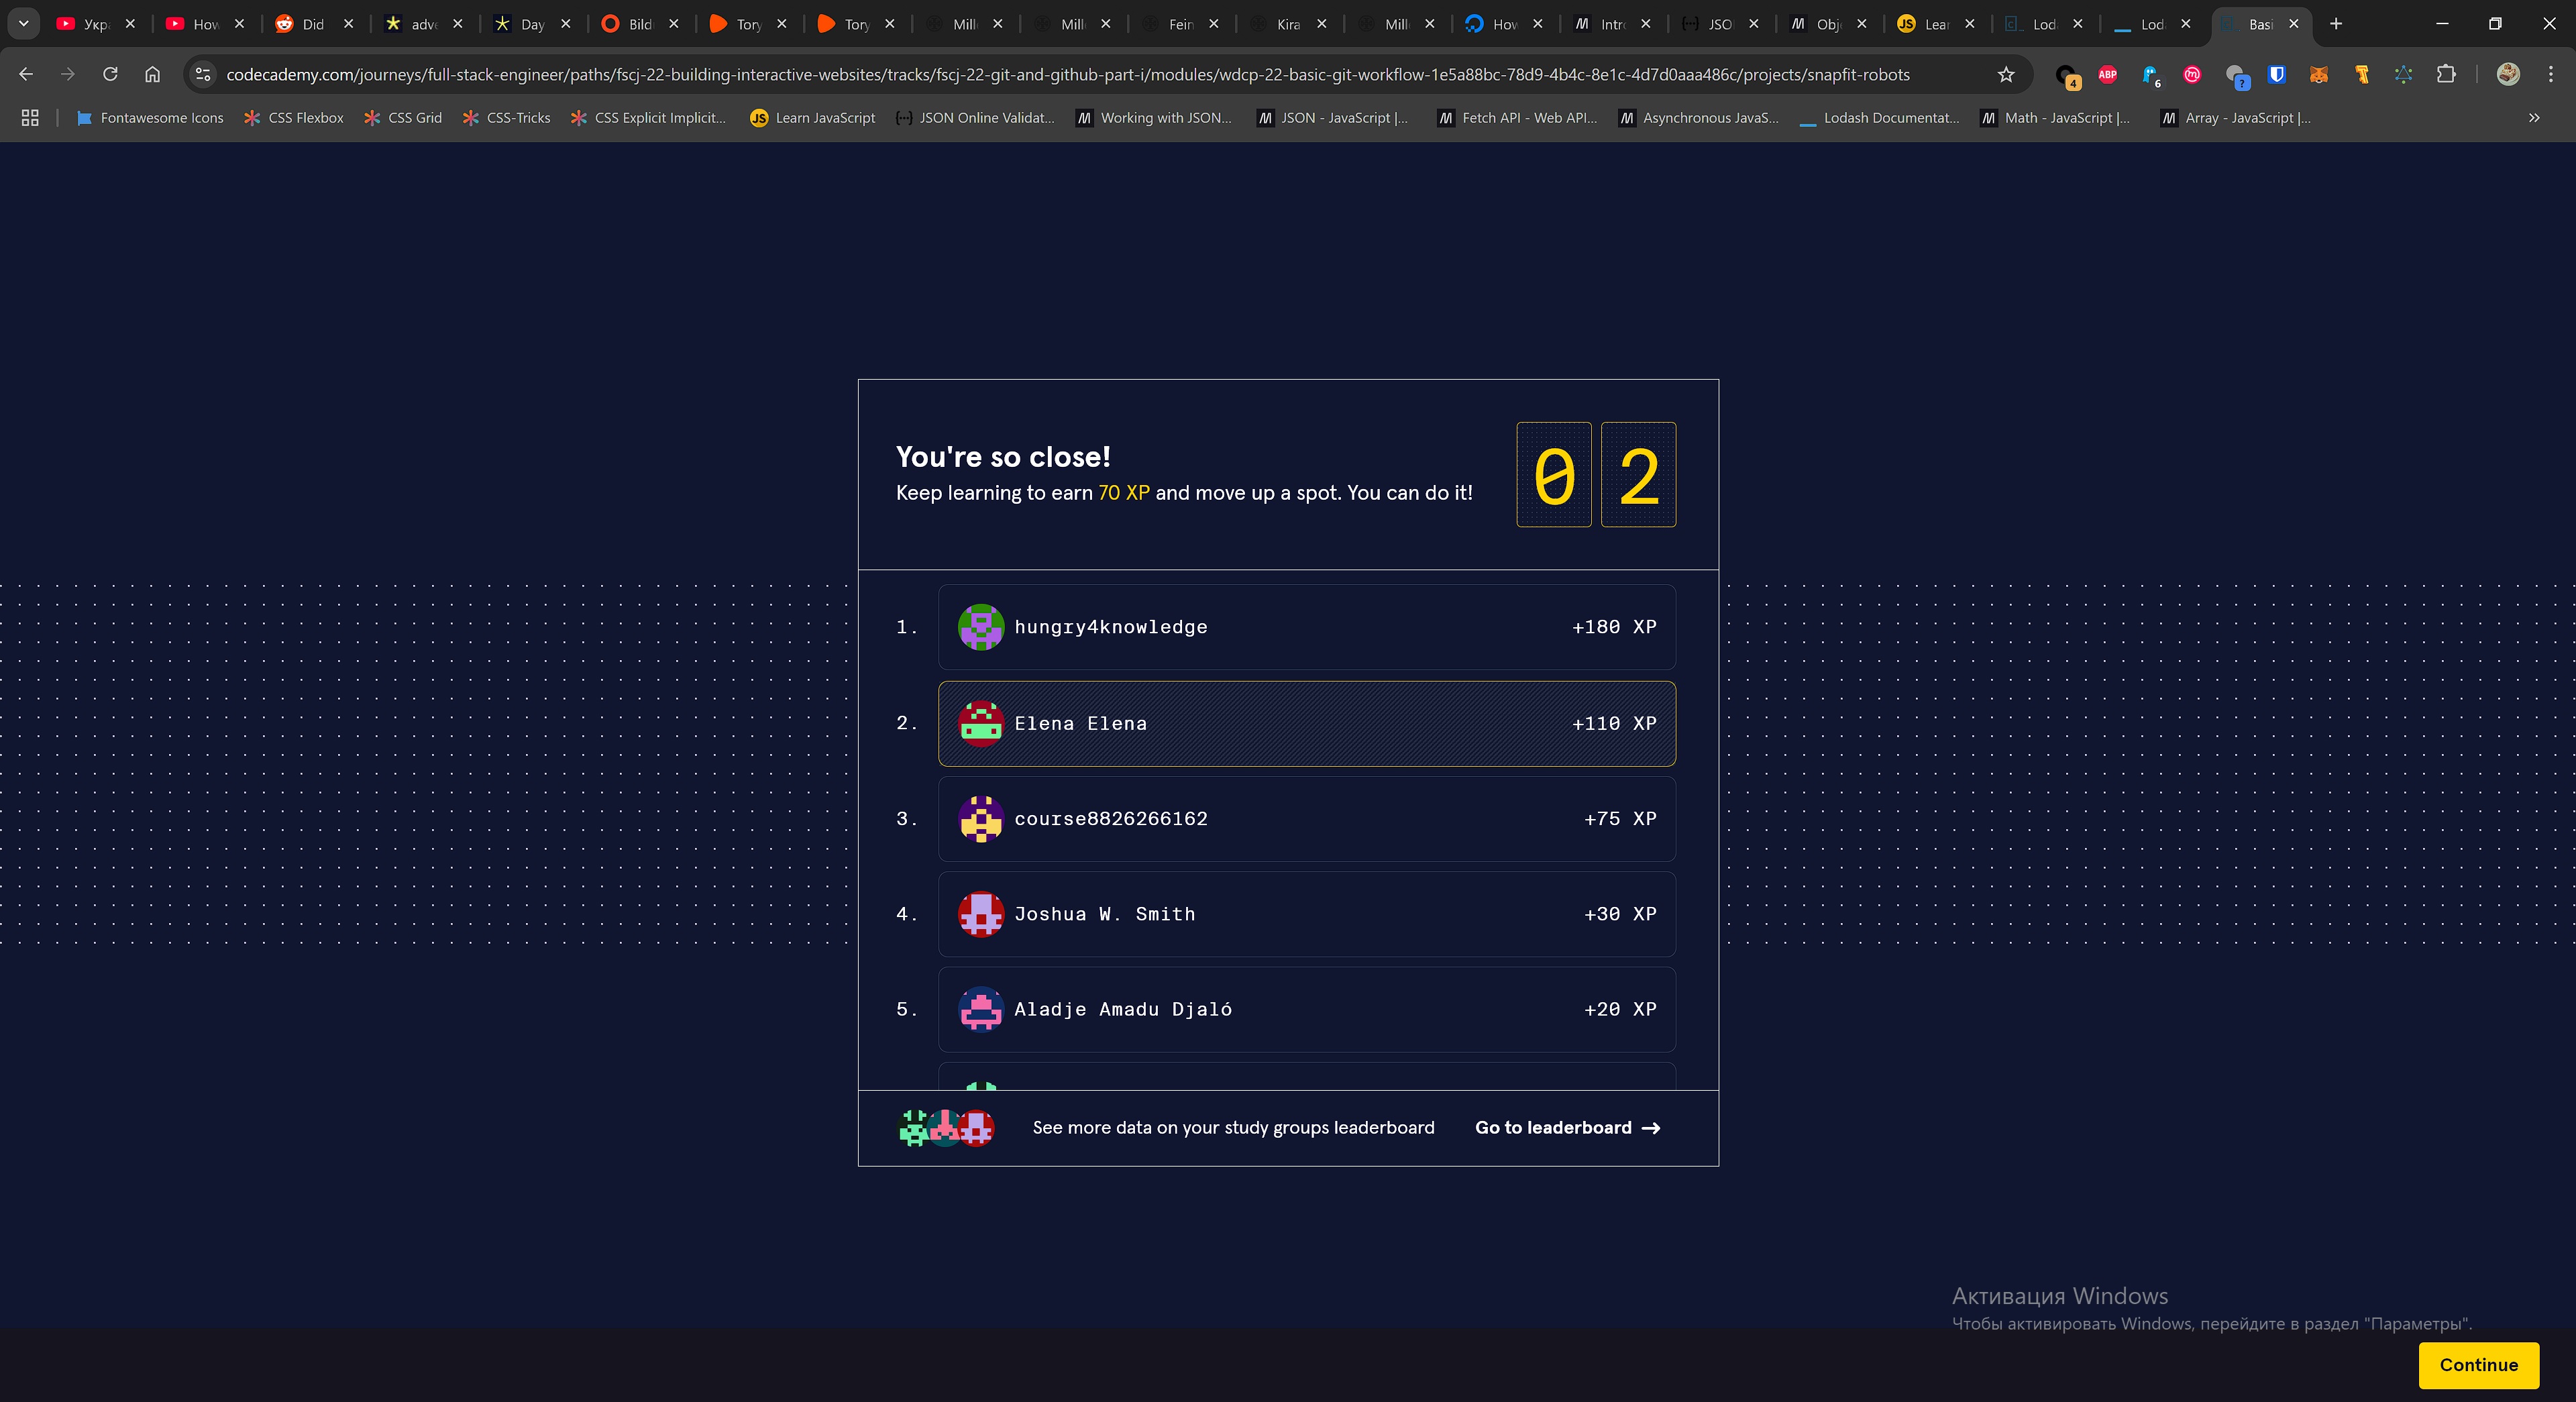 Укр
How
Did
adve
Day
Bild
Tory
Tory
Mill
Mill
Fein
Kira
Mill
How
Intro
JSO
Obj
JS Lear
Lod
Lod
Basi
codecademy.com/journeys/full-stack-engineer/paths/fscj-22-building-interactive-websites/tracks/fscj-22-git-and-github-part-i/modules/wdcp-22-basic-git-workflow-1e5a88bc-78d9-4b4c-8e1c-4d7d0aaa486c/projects/snapfit-robots
4
ABP
6
?
Fontawesome Icons
CSS Flexbox
CSS Grid
CSS-Tricks
CSS Explicit Implicit...
JS Learn JavaScript
JSON Online Validat...
Working with JSON...
JSON - JavaScript |...
Fetch API - Web API...
Asynchronous JavaS...
Lodash Documentat...
Math - JavaScript |...
Array - JavaScript |...
You're so close!
Keep learning to earn 70 XP and move up a spot. You can do it!
0 2
1. hungry4knowledge +180 XP
2. Elena Elena +110 XP
3. course8826266162 +75 XP
4. Joshua W. Smith +30 XP
5. Aladje Amadu Djaló +20 XP
See more data on your study groups leaderboard Go to leaderboard →
Активация Windows
Чтобы активировать Windows, перейдите в раздел "Параметры".
Continue